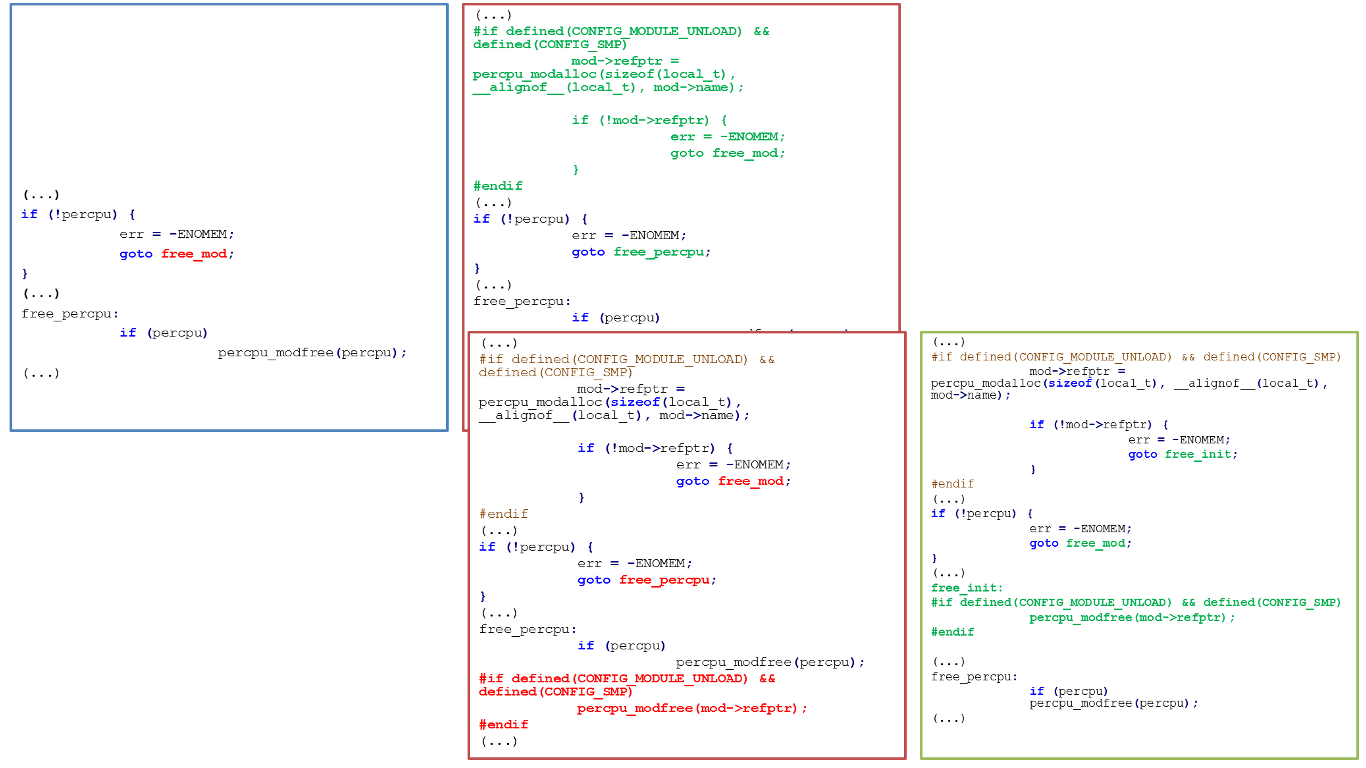 (...)
if (!percpu) {
err = -ENOMEM;
goto free_mod;
}
(...)
free_percpu:
if (percpu)
percpu_modfree(percpu);
(...)
(...)
#if defined(CONFIG_MODULE_UNLOAD) &&
defined(CONFIG_SMP)
mod->refptr =
percpu_modalloc(sizeof(local_t),
__alignof__(local_t), mod->name);
if (!mod->refptr) {
err = -ENOMEM;
goto free_mod;
}
#endif
(...)
if (!percpu) {
err = -ENOMEM;
goto free_percpu;
}
(...)
free_percpu:
if (percpu)
(...)
#if defined(CONFIG_MODULE_UNLOAD) &&
defined(CONFIG_SMP)
mod->refptr =
percpu_modalloc(sizeof(local_t),
__alignof__(local_t), mod->name);
if (!mod->refptr) {
err = -ENOMEM;
goto free_mod;
}
#endif
(...)
if (!percpu) {
err = -ENOMEM;
goto free_percpu;
}
(...)
free_percpu:
if (percpu)
percpu_modfree(percpu);
#if defined(CONFIG_MODULE_UNLOAD) &&
defined(CONFIG_SMP)
percpu_modfree(mod->refptr);
#endif
(...)
(...)
#if defined(CONFIG_MODULE_UNLOAD) && defined(CONFIG_SMP)
mod->refptr =
percpu_modalloc(sizeof(local_t), __alignof__(local_t),
mod->name);
if (!mod->refptr) {
err = -ENOMEM;
goto free_init;
}
#endif
(...)
if (!percpu) {
err = -ENOMEM;
goto free_mod;
}
(...)
free_init:
#if defined(CONFIG_MODULE_UNLOAD) && defined(CONFIG_SMP)
percpu_modfree(mod->refptr);
#endif
(...)
free_percpu:
if (percpu)
percpu_modfree(percpu);
(...)